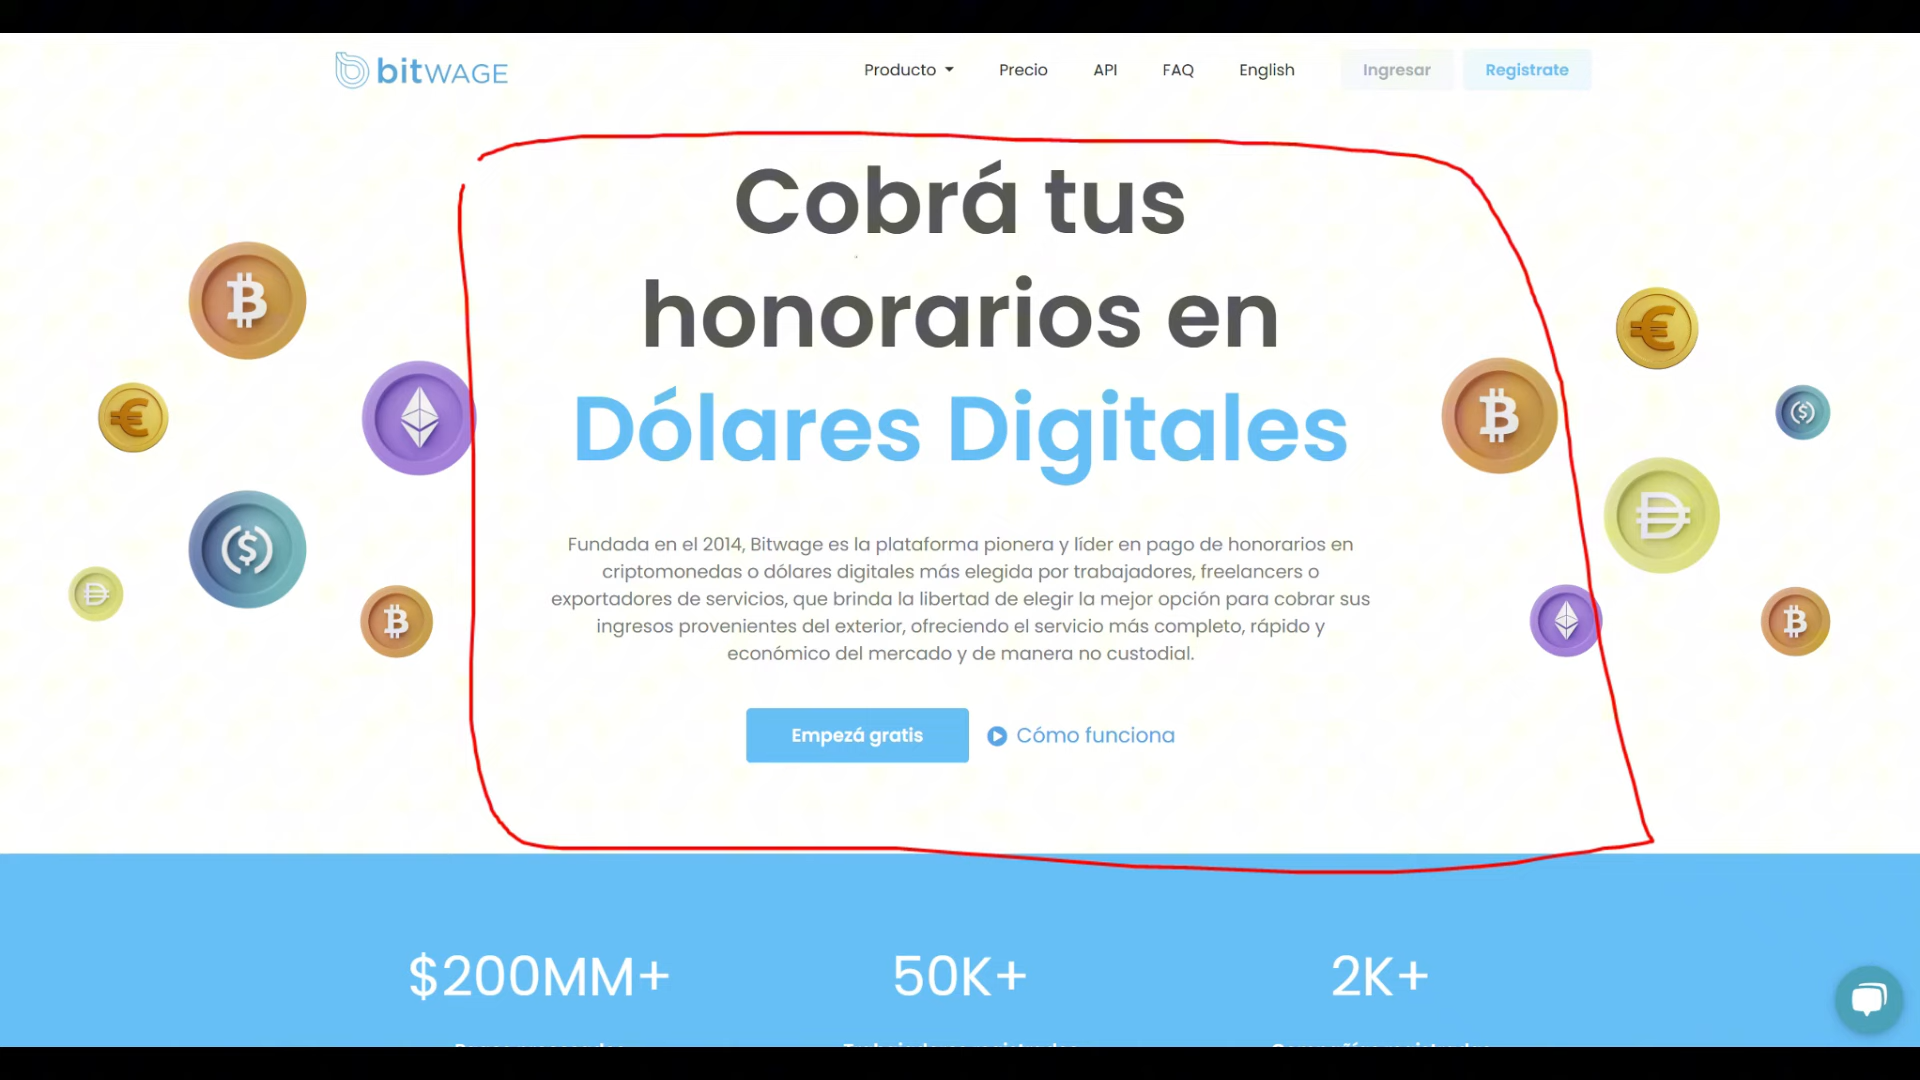 bitWAGE
Producto
Precio
API
FAQ
English
Ingresar
Registrate
Cobrá tus
honorarios en
Dólares Digitales
Fundada en el 2014, Bitwage es la plataforma pionera y líder en pago de honorarios en
criptomonedas o dólares digitales más elegida por trabajadores, freelancers o
exportadores de servicios, que brinda la libertad de elegir la mejor opción para cobrar sus
ingresos provenientes del exterior, ofreciendo el servicio más completo, rápido y
económico del mercado y de manera no custodial.
Empezá gratis
Cómo funciona
$200MM+
50K+
2K+